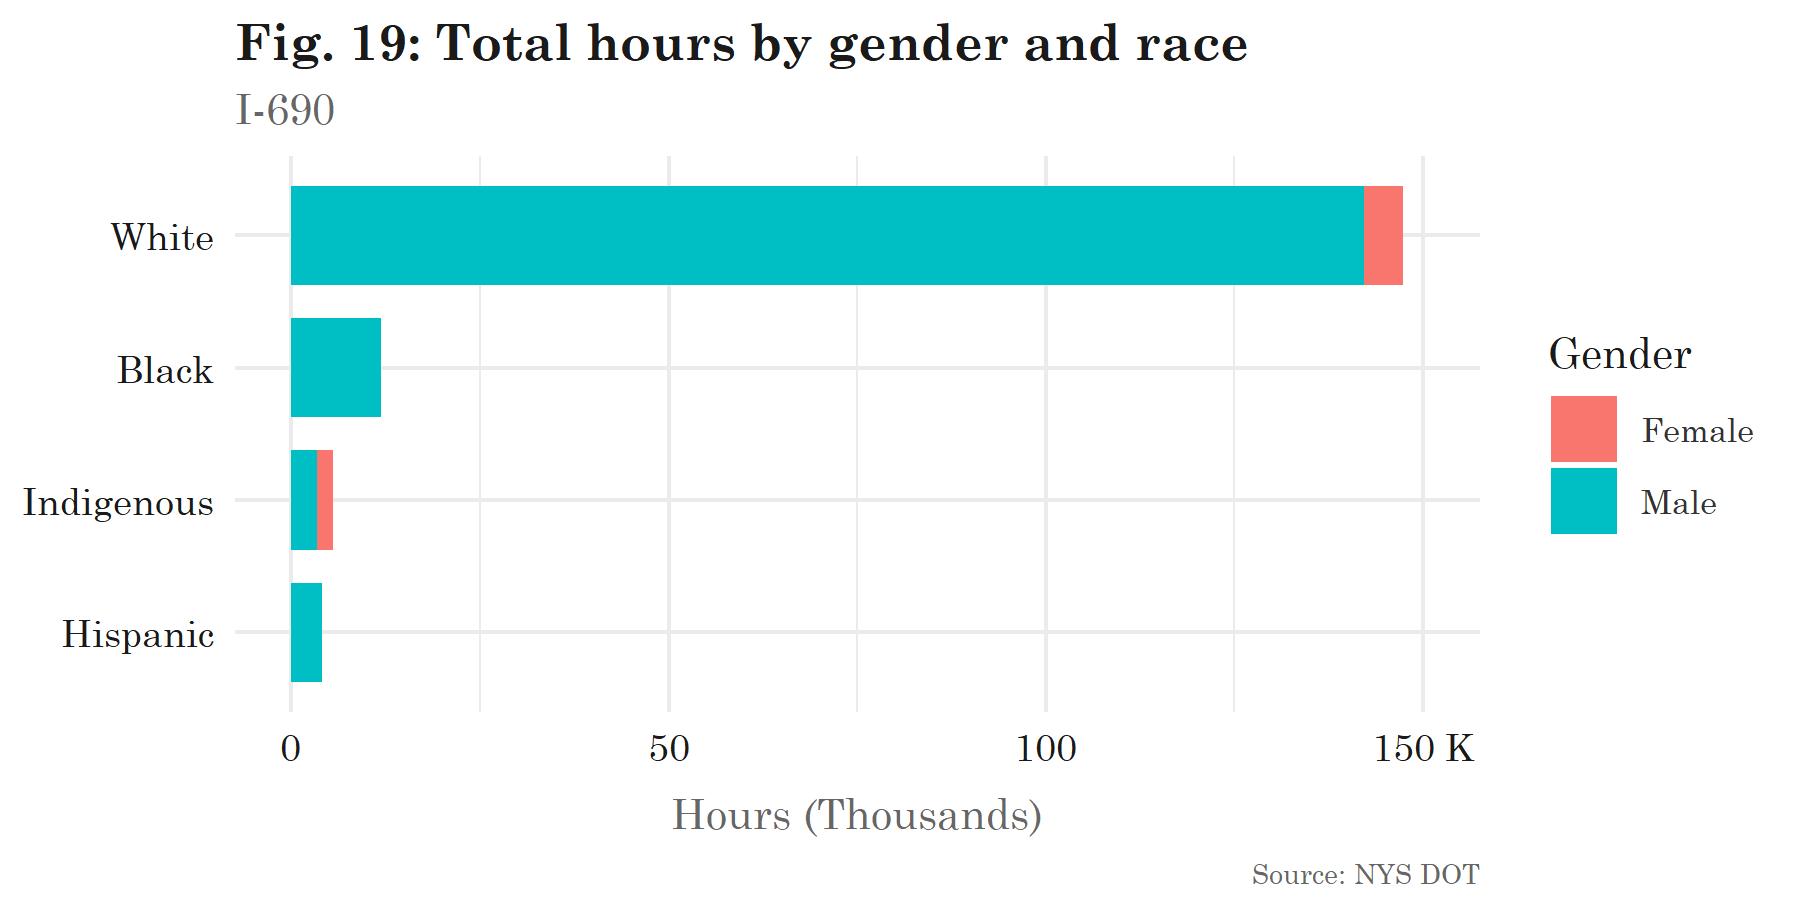 Fig. 19: Total hours by gender and race
I-690
White
Black
Indigenous
Hispanic
0 50 100 150 K
Hours (Thousands)
Gender
Female
Male
Source: NYS DOT